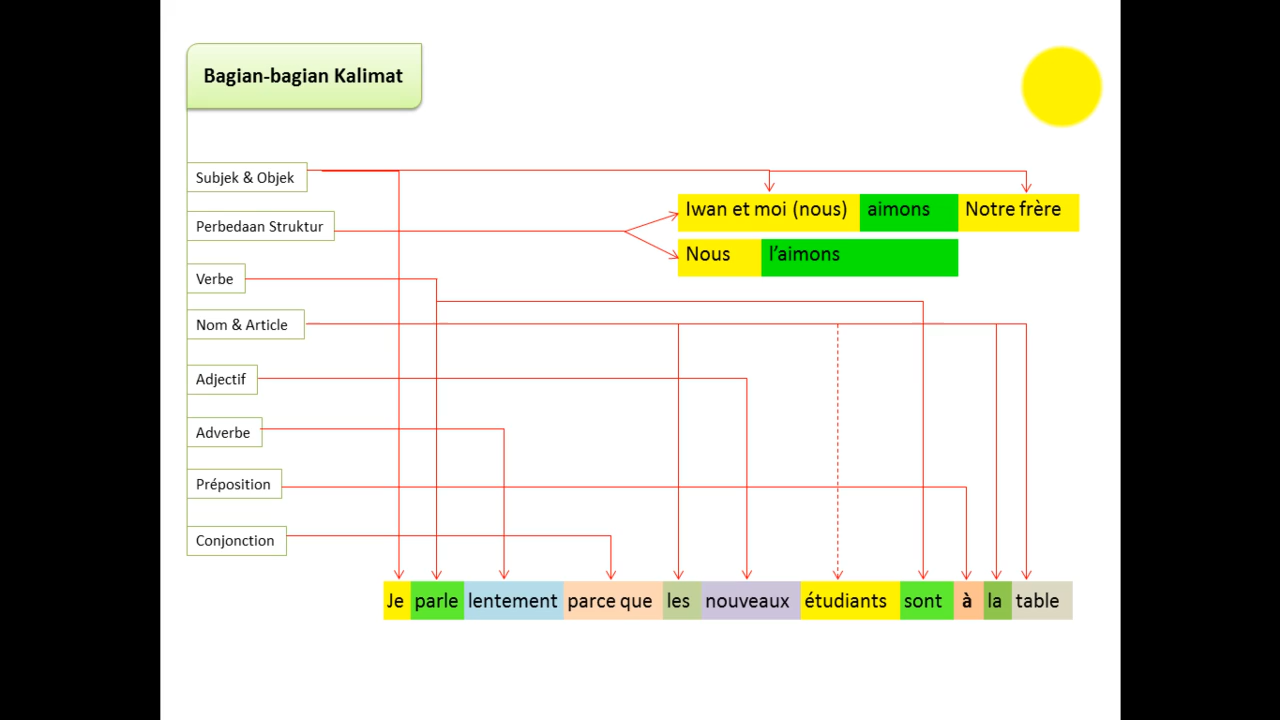 Bagian-bagian Kalimat
Subjek & Objek
Iwan et moi (nous) aimons Notre frère
Perbedaan Struktur
Nous l’aimons
Verbe
Nom & Article
Adjectif
Adverbe
Préposition
Conjonction
Je parle lentement parce que les nouveaux étudiants sont à la table